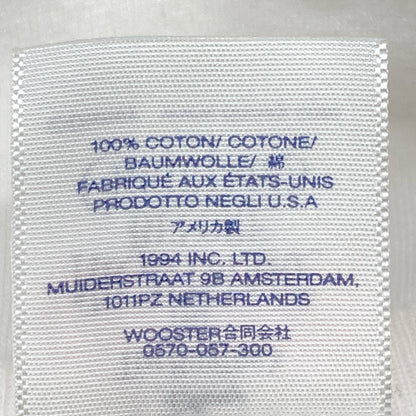 100% COTON/ COTONE/
BAUMWOLLE/ 綿
FABRIQUÉ AUX ÉTATS-UNIS
PRODOTTO NEGLI U.S.A
アメリカ製
1994 INC. LTD.
MUIDERSTRAAT 9B AMSTERDAM,
1011PZ NETHERLANDS
WOOSTER合同会社
0570-057-300